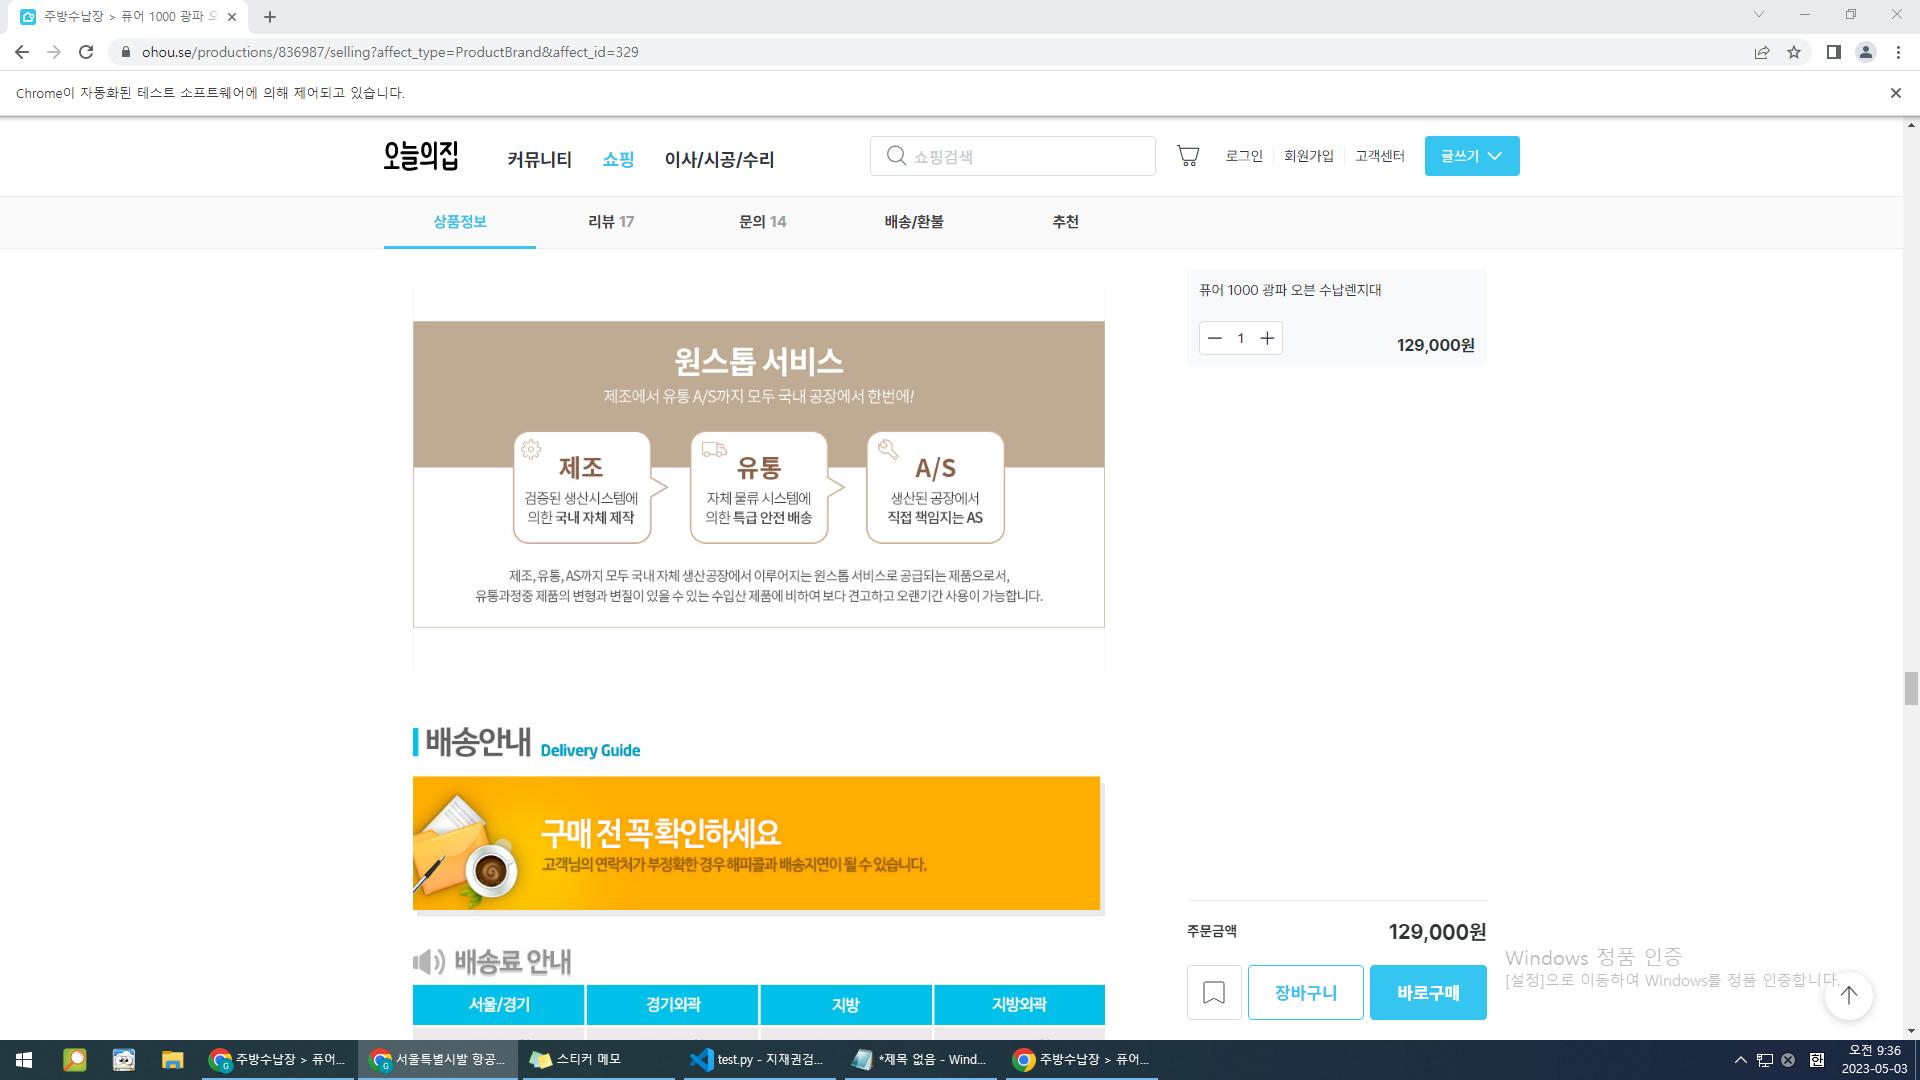 주방수납장 > 퓨어 1000 광파 오
ohou.se/productions/836987/selling?affect_type=ProductBrand&affect_id=329
Chrome이 자동화된 테스트 소프트웨어에 의해 제어되고 있습니다.
오늘의집
커뮤니티 쇼핑 이사/시공/수리
쇼핑검색
로그인 회원가입 고객센터
글쓰기
상품정보 리뷰 17 문의 14 배송/환불 추천
퓨어 1000 광파 오븐 수납렌지대
1
129,000원
원스톱 서비스
제조에서 유통 A/S까지 모두 국내 공장에서 한번에!
제조
검증된 생산시스템에
의한 국내 자체 제작
유통
자체 물류 시스템에
의한 특급 안전 배송
A/S
생산된 공장에서
직접 책임지는 AS
제조, 유통, AS까지 모두 국내 자체 생산공장에서 이루어지는 원스톱 서비스로 공급되는 제품으로서,
유통과정중 제품의 변형과 변질이 있을 수 있는 수입산 제품에 비하여 보다 견고하고 오랜기간 사용이 가능합니다.
배송안내 Delivery Guide
구매 전 꼭 확인하세요
고객님의 연락처가 부정확한 경우 해피콜과 배송지연이 될 수 있습니다.
배송료 안내
서울/경기 경기외곽 지방 지방외곽
주문금액 129,000원
장바구니 바로구매
Windows 정품 인증
[설정]으로 이동하여 Windows를 정품 인증합니다.
주방수납장 > 퓨어... 서울특별시발 항공... 스티커 메모 test.py - 지재권검... *제목 없음 - Wind... 주방수납장 > 퓨어...
한
오전 9:36
2023-05-03